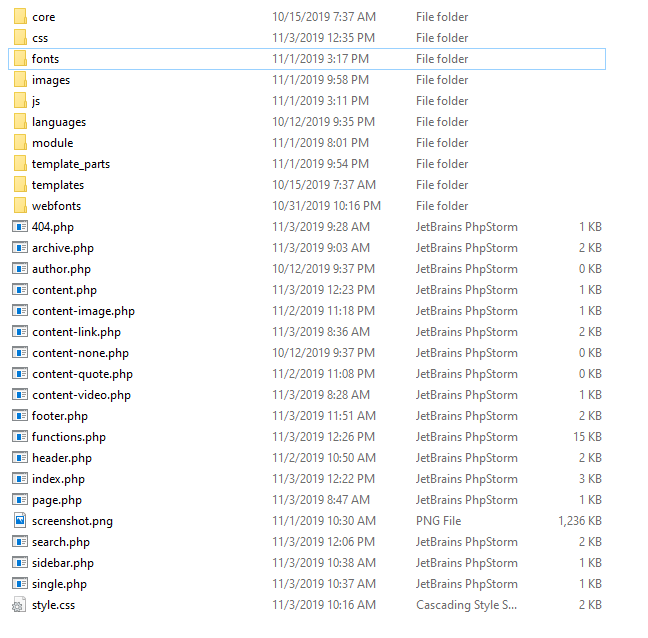 core 10/15/2019 7:37 AM File folder
css 11/3/2019 12:35 PM File folder
fonts 11/1/2019 3:17 PM File folder
images 11/1/2019 9:58 PM File folder
js 11/1/2019 3:11 PM File folder
languages 10/12/2019 9:35 PM File folder
module 11/1/2019 8:01 PM File folder
template_parts 11/1/2019 9:54 PM File folder
templates 10/15/2019 7:37 AM File folder
webfonts 10/31/2019 10:16 PM File folder
404.php 11/3/2019 9:28 AM JetBrains PhpStorm 1 KB
archive.php 11/3/2019 9:03 AM JetBrains PhpStorm 2 KB
author.php 10/12/2019 9:37 PM JetBrains PhpStorm 0 KB
content.php 11/3/2019 12:23 PM JetBrains PhpStorm 1 KB
content-image.php 11/2/2019 11:18 PM JetBrains PhpStorm 1 KB
content-link.php 11/3/2019 8:36 AM JetBrains PhpStorm 2 KB
content-none.php 10/12/2019 9:37 PM JetBrains PhpStorm 0 KB
content-quote.php 11/2/2019 11:08 PM JetBrains PhpStorm 0 KB
content-video.php 11/3/2019 8:28 AM JetBrains PhpStorm 1 KB
footer.php 11/3/2019 11:51 AM JetBrains PhpStorm 2 KB
functions.php 11/3/2019 12:26 PM JetBrains PhpStorm 15 KB
header.php 11/2/2019 10:50 AM JetBrains PhpStorm 2 KB
index.php 11/3/2019 12:22 PM JetBrains PhpStorm 3 KB
page.php 11/3/2019 8:47 AM JetBrains PhpStorm 1 KB
screenshot.png 11/1/2019 10:30 AM PNG File 1,236 KB
search.php 11/3/2019 12:06 PM JetBrains PhpStorm 2 KB
sidebar.php 11/3/2019 10:38 AM JetBrains PhpStorm 1 KB
single.php 11/3/2019 10:37 AM JetBrains PhpStorm 1 KB
style.css 11/3/2019 10:16 AM Cascading Style S... 2 KB